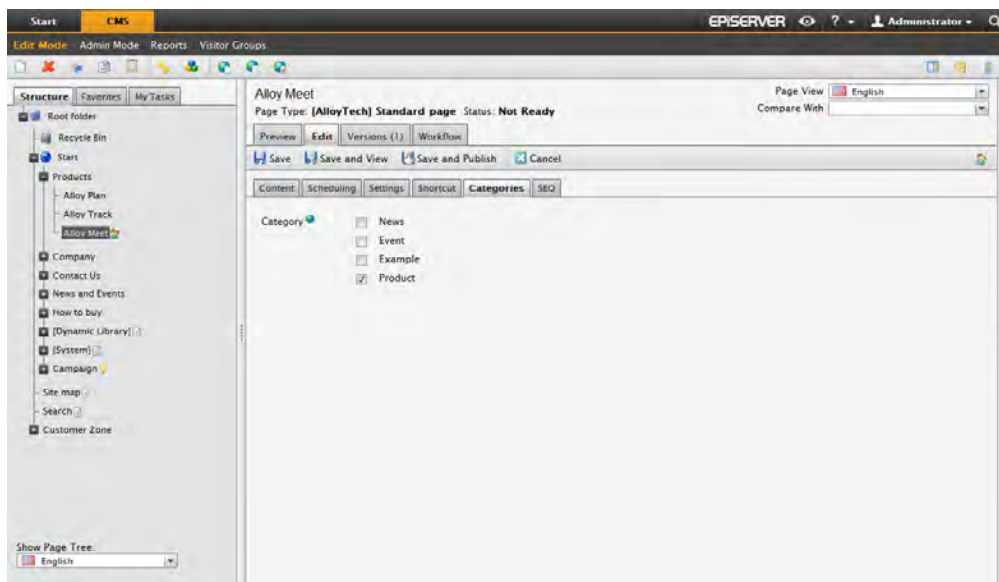 Start CMS EPiSERVER ? Administrator
Edit Mode Admin Mode Reports Visitor Groups
Structure Favorites My Tasks
Root folder
Recycle Bin
Start
Products
Alloy Plan
Alloy Track
Alloy Meet
Company
Contact Us
News and Events
How to buy
[Dynamic Library]
[System]
Campaign
Site map
Search
Customer Zone
Show Page Tree:
English
Alloy Meet
Page View English
Page Type: [AlloyTech] Standard page Status: Not Ready
Compare With
Preview Edit Versions (1) Workflow
Save Save and View Save and Publish Cancel
Content Scheduling Settings Shortcut Categories SEO
Category News
Event
Example
Product